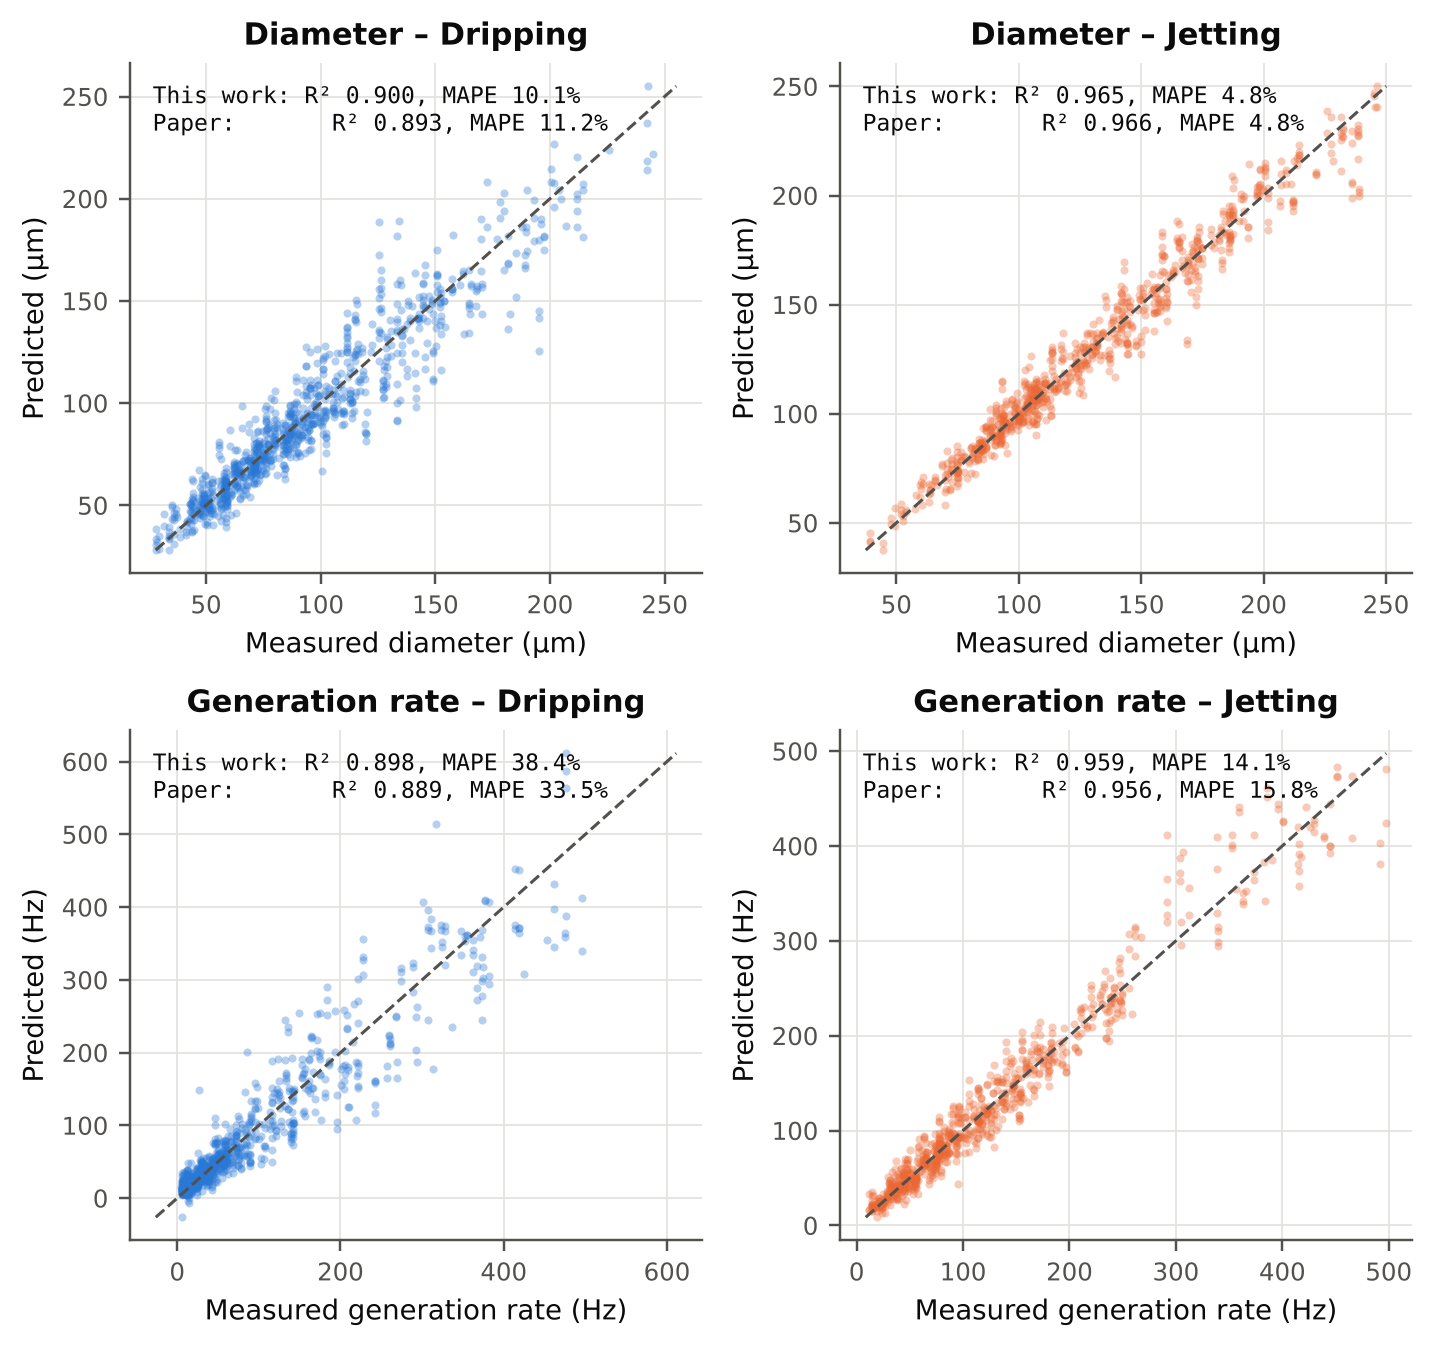 Diameter – Dripping
This work: R² 0.900, MAPE 10.1%
Paper:       R² 0.893, MAPE 11.2%
250
200
150
100
50
Predicted (µm)
50 100 150 200 250
Measured diameter (µm)
Diameter – Jetting
This work: R² 0.965, MAPE 4.8%
Paper:       R² 0.966, MAPE 4.8%
250
200
150
100
50
Predicted (µm)
50 100 150 200 250
Measured diameter (µm)
Generation rate – Dripping
This work: R² 0.898, MAPE 38.4%
Paper:       R² 0.889, MAPE 33.5%
600
500
400
300
200
100
0
Predicted (Hz)
0 200 400 600
Measured generation rate (Hz)
Generation rate – Jetting
This work: R² 0.959, MAPE 14.1%
Paper:       R² 0.956, MAPE 15.8%
500
400
300
200
100
0
Predicted (Hz)
0 100 200 300 400 500
Measured generation rate (Hz)